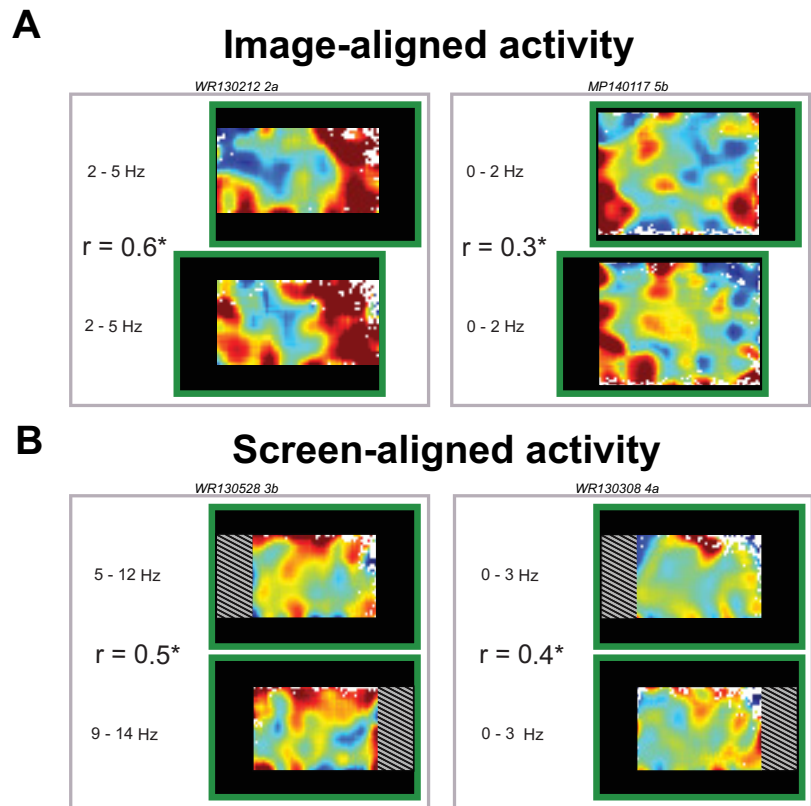 A
Image-aligned activity
WR130212 2a
2 - 5 Hz
r = 0.6*
2 - 5 Hz
MP140117 5b
0 - 2 Hz
r = 0.3*
0 - 2 Hz
B
Screen-aligned activity
WR130528 3b
5 - 12 Hz
r = 0.5*
9 - 14 Hz
WR130308 4a
0 - 3 Hz
r = 0.4*
0 - 3 Hz